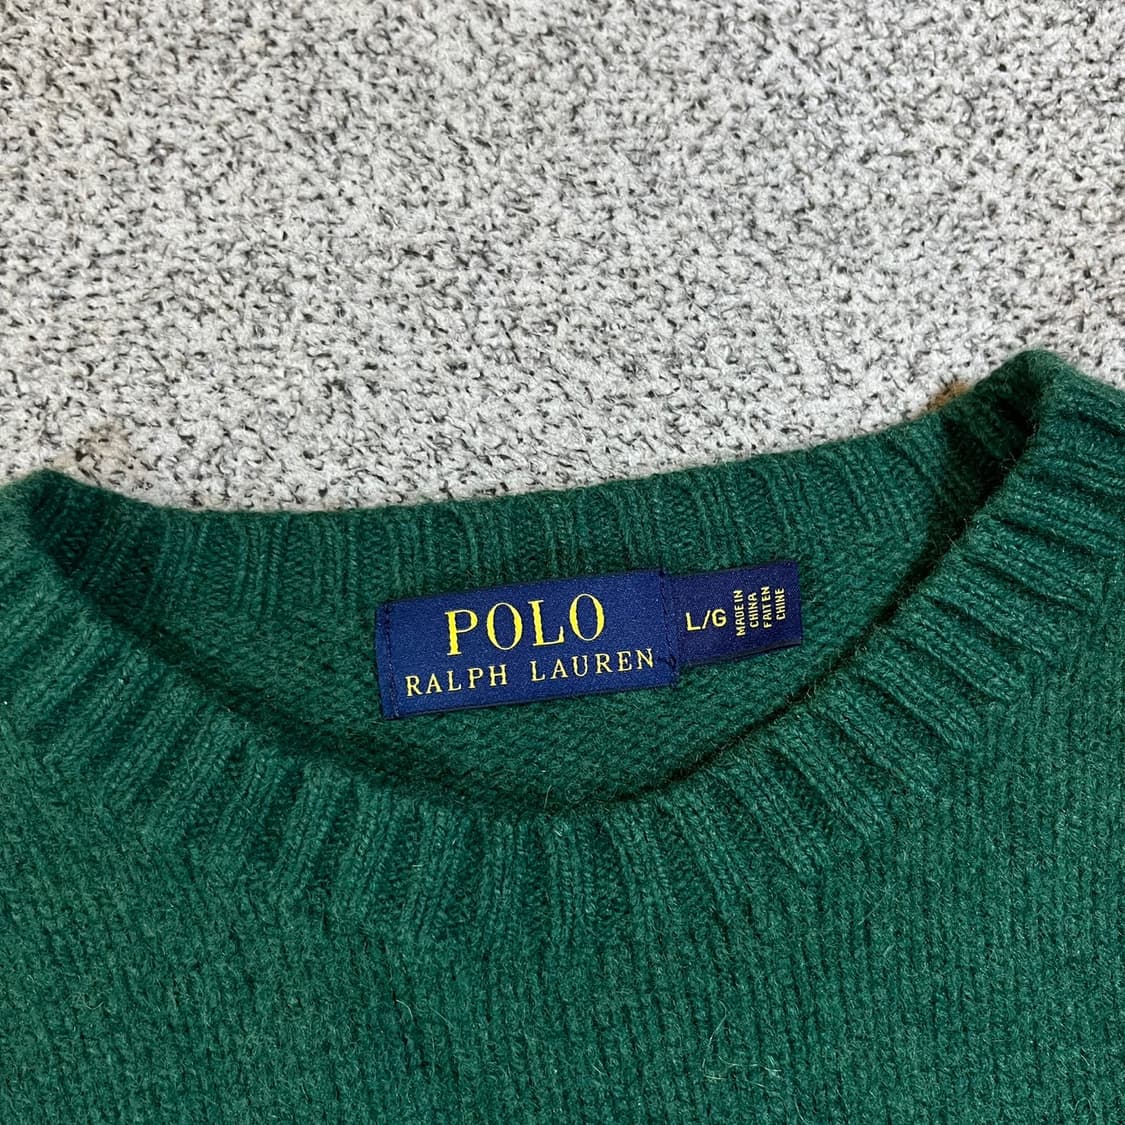 POLO
RALPH LAUREN
L/G
MADE IN
CHINA
FAIT EN
CHINE